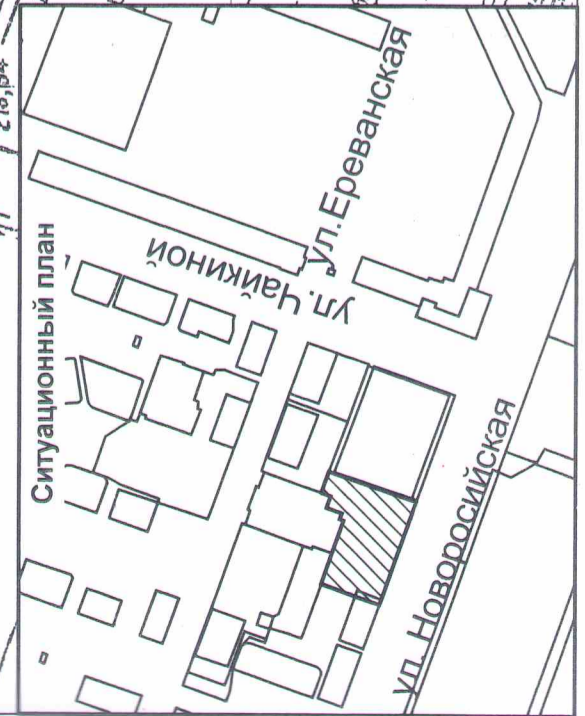 Ситуационный план
ул.Ереванская
ул.Чайкиной
ул. Новоросийская